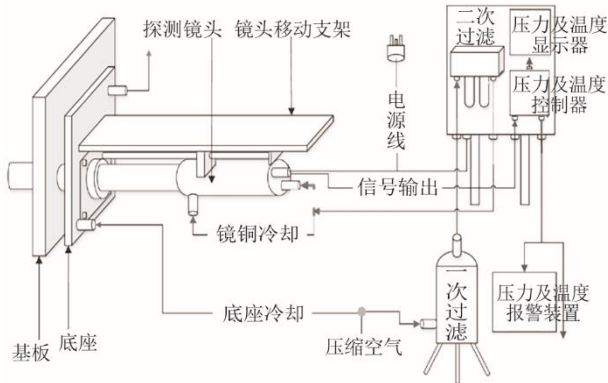 探测镜头
镜头移动支架
二次过滤
压力及温度
显示器
压力及温度
控制器
电源线
信号输出
镜铜冷却
底座冷却
压缩空气
一次过滤
压力及温度
报警装置
基板
底座